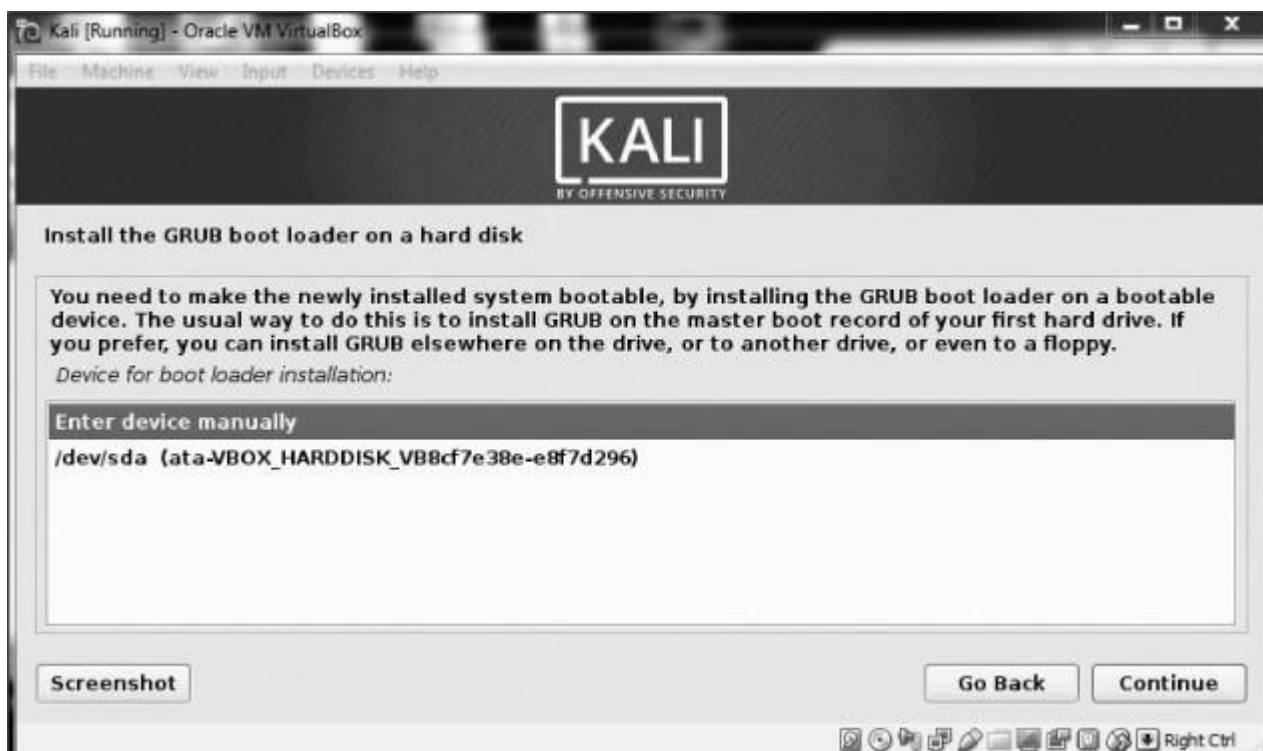 Kali [Running] - Oracle VM VirtualBox
File Machine View Input Devices Help
KALI
BY OFFENSIVE SECURITY
Install the GRUB boot loader on a hard disk
You need to make the newly installed system bootable, by installing the GRUB boot loader on a bootable
device. The usual way to do this is to install GRUB on the master boot record of your first hard drive. If
you prefer, you can install GRUB elsewhere on the drive, or to another drive, or even to a floppy.
Device for boot loader installation:
Enter device manually
/dev/sda (ata-VBOX_HARDDISK_VB8cf7e38e-e8f7d296)
Screenshot Go Back Continue
Right Ctrl